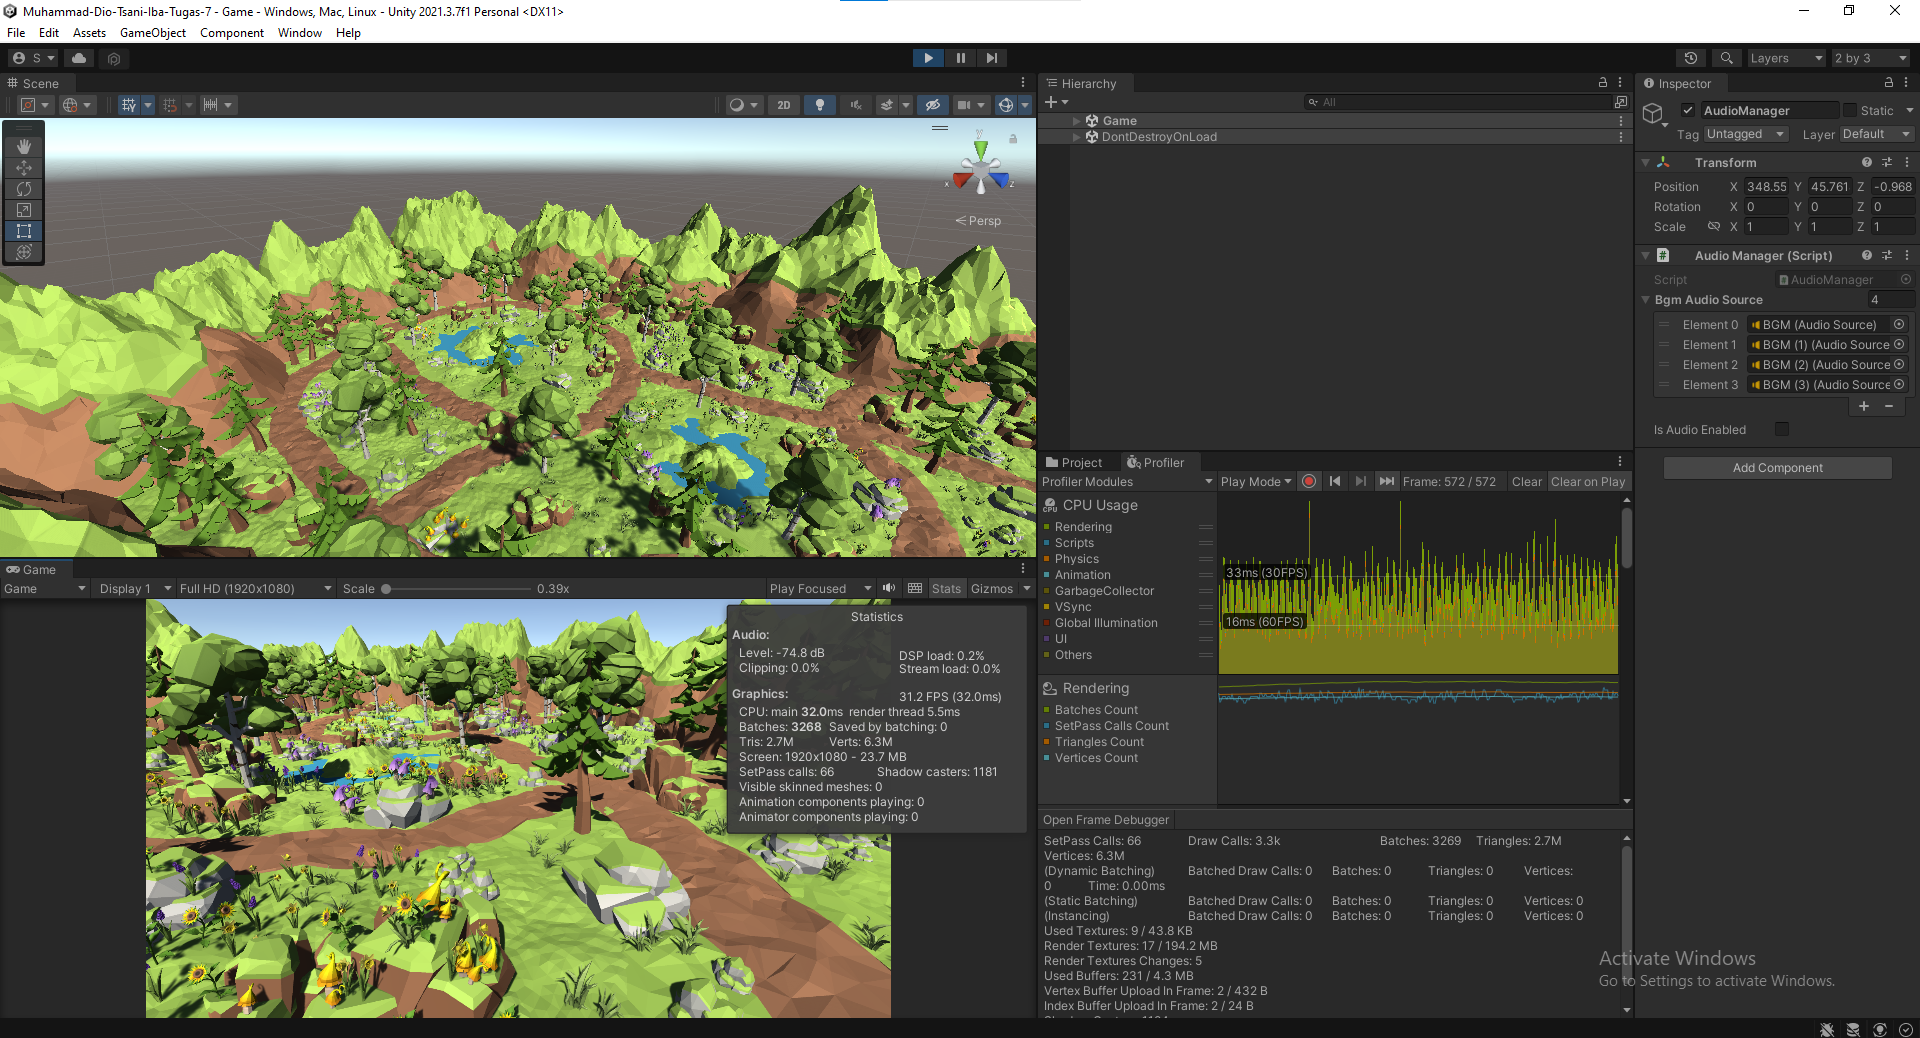 Muhammad-Dio-Tsani-Iba-Tugas-7 - Game - Windows, Mac, Linux - Unity 2021.3.7f1 Personal <DX11>
File Edit Assets GameObject Component Window Help
S
Layers
2 by 3
Scene
2D
y
x
z
Persp
Hierarchy
All
Game
DontDestroyOnLoad
Inspector
AudioManager
Static
Tag Untagged Layer Default
Transform
Position X 348.55 Y 45.761 Z -0.968
Rotation X 0 Y 0 Z 0
Scale X 1 Y 1 Z 1
Audio Manager (Script)
Script AudioManager
Bgm Audio Source 4
Element 0 BGM (Audio Source)
Element 1 BGM (1) (Audio Source
Element 2 BGM (2) (Audio Source
Element 3 BGM (3) (Audio Source
Is Audio Enabled
Add Component
Project Profiler
Profiler Modules Play Mode Frame: 572 / 572 Clear Clear on Play
CPU Usage
Rendering
Scripts
Physics
Animation
GarbageCollector
VSync
Global Illumination
UI
Others
33ms (30FPS)
16ms (60FPS)
Rendering
Batches Count
SetPass Calls Count
Triangles Count
Vertices Count
Open Frame Debugger
SetPass Calls: 66 Draw Calls: 3.3k Batches: 3269 Triangles: 2.7M
Vertices: 6.3M
(Dynamic Batching) Batched Draw Calls: 0 Batches: 0 Triangles: 0 Vertices:
0 Time: 0.00ms
(Static Batching) Batched Draw Calls: 0 Batches: 0 Triangles: 0 Vertices: 0
(Instancing) Batched Draw Calls: 0 Batches: 0 Triangles: 0 Vertices: 0
Used Textures: 9 / 43.8 KB
Render Textures: 17 / 194.2 MB
Render Textures Changes: 5
Used Buffers: 231 / 4.3 MB
Vertex Buffer Upload In Frame: 2 / 432 B
Index Buffer Upload In Frame: 2 / 24 B
Game
Game Display 1 Full HD (1920x1080) Scale 0.39x Play Focused Stats Gizmos
Statistics
Audio:
Level: -74.8 dB DSP load: 0.2%
Clipping: 0.0% Stream load: 0.0%
Graphics: 31.2 FPS (32.0ms)
CPU: main 32.0ms render thread 5.5ms
Batches: 3268 Saved by batching: 0
Tris: 2.7M Verts: 6.3M
Screen: 1920x1080 - 23.7 MB
SetPass calls: 66 Shadow casters: 1181
Visible skinned meshes: 0
Animation components playing: 0
Animator components playing: 0
Activate Windows
Go to Settings to activate Windows.